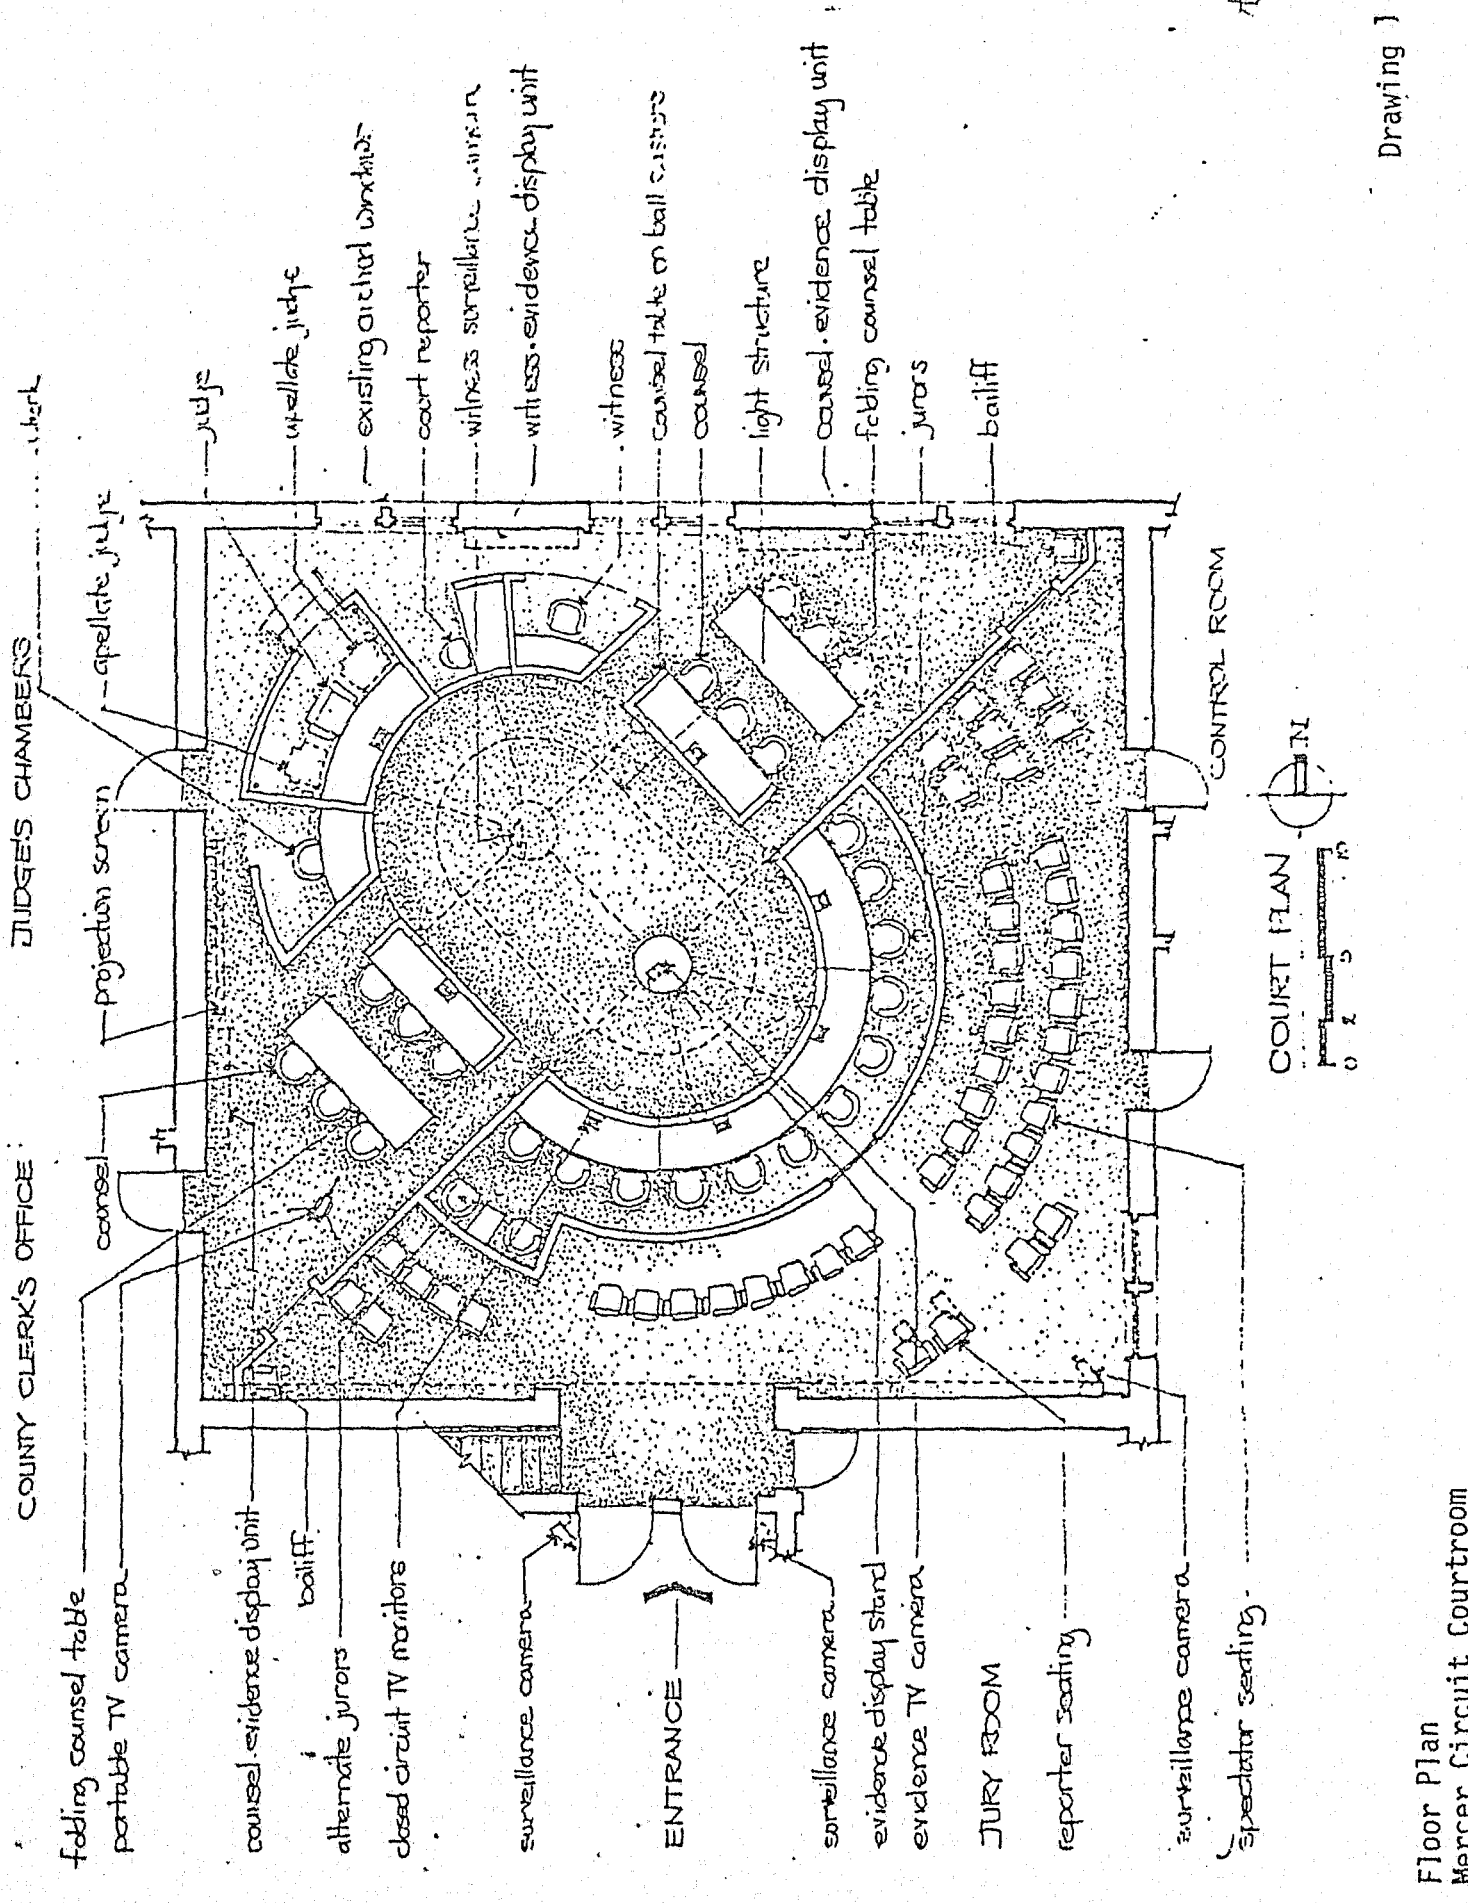 COUNTY CLERK'S OFFICE
JUDGE'S CHAMBERS
folding counsel table
portable TV camera
counsel
projection screen
apellate judge
counsel evidence display unit
bailiff
alternate jurors
closed circuit TV monitors
surveillance camera
ENTRANCE
surveillance camera
evidence display stand
evidence TV camera
JURY ROOM
reporter seating
surveillance camera
spectator seating
judge
apellate judge
existing arched window
court reporter
witness surveillance
witness evidence display unit
witness
counsel table on ball casters
counsel
light structure
counsel evidence display unit
folding counsel table
jurors
bailiff
CONTROL ROOM
COURT PLAN
N
0 2 5 m
Floor Plan
Mercer Circuit Courtroom
Drawing 1